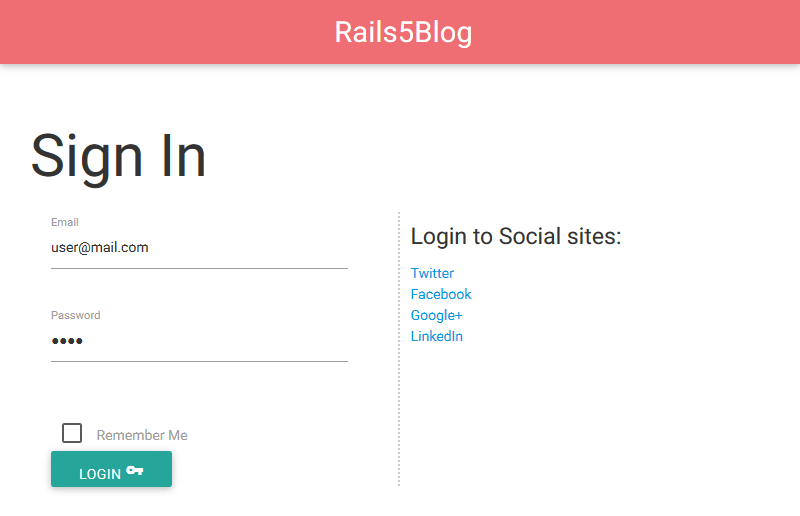 Rails5Blog
Sign In
Email
user@mail.com
Password
••••
Remember Me
LOGIN
Login to Social sites:
Twitter
Facebook
Google+
LinkedIn